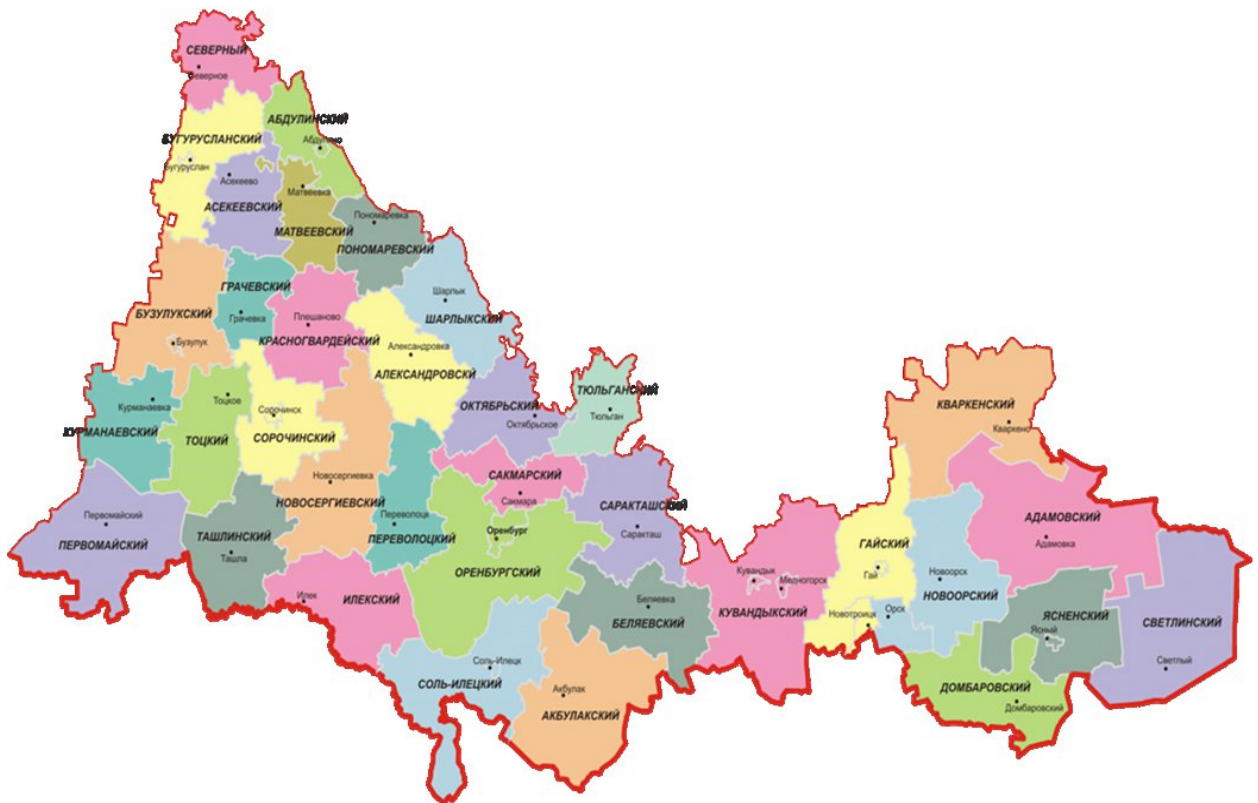 СЕВЕРНЫЙ
Северное
АБДУЛИНСКИЙ
БУГУРУСЛАНСКИЙ
Абдулино
Бугуруслан
Асекеево
Матвеевка
АСЕКЕЕВСКИЙ
Пономаревка
МАТВЕЕВСКИЙ
ПОНОМАРЕВСКИЙ
ГРАЧЕВСКИЙ
Шарлык
БУЗУЛУКСКИЙ
Грачевка
Плешаново
ШАРЛЫКСКИЙ
Бузулук
КРАСНОГВАРДЕЙСКИЙ
Александровка
АЛЕКСАНДРОВСКИ
ТЮЛЬГАНСКИЙ
Курманаевка
Тоцкое
Сорочинск
ОКТЯБРЬСКИЙ
Октябрьское
Тюльган
КВАРКЕНСКИЙ
Кваркено
КУРМАНАЕВСКИЙ
ТОЦКИЙ
СОРОЧИНСКИЙ
Новосергиевка
САКМАРСКИЙ
Сакмара
НОВОСЕРГИЕВСКИЙ
САРАКТАШСКИЙ
Первомайский
Переволоцк
Оренбург
Саракташ
АДАМОВСКИЙ
ПЕРВОМАЙСКИЙ
ТАШЛИНСКИЙ
Ташла
ПЕРЕВОЛОЦКИЙ
ГАЙСКИЙ
Адамовка
ОРЕНБУРГСКИЙ
Кувандык
Медногорск
Гай
Новоорск
Илек
ИЛЕКСКИЙ
Беляевка
КУВАНДЫКСКИЙ
НОВООРСКИЙ
БЕЛЯЕВСКИЙ
Новотроицк
Орск
ЯСНЕНСКИЙ
Ясный
СВЕТЛИНСКИЙ
Соль-Илецк
Светлый
СОЛЬ-ИЛЕЦКИЙ
Акбулак
ДОМБАРОВСКИЙ
АКБУЛАКСКИЙ
Домбаровский